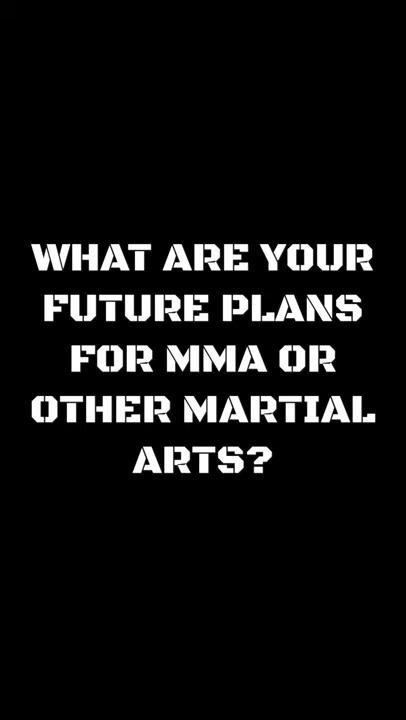 WHAT ARE YOUR
FUTURE PLANS
FOR MMA OR
OTHER MARTIAL
ARTS?